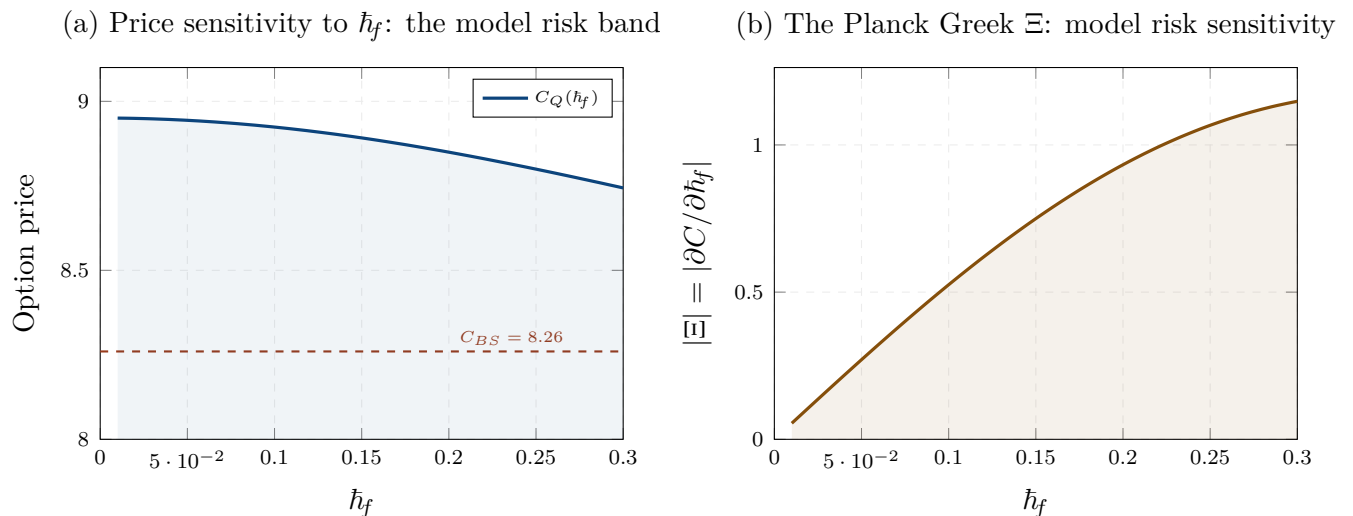 (a) Price sensitivity to ℏ_f: the model risk band
9
8.5
8
Option price
C_Q(ℏ_f)
C_BS = 8.26
0
5 · 10⁻²
0.1
0.15
0.2
0.25
0.3
ℏ_f
(b) The Planck Greek Ξ: model risk sensitivity
1
0.5
0
|Ξ| = |∂C/∂ℏ_f|
0
5 · 10⁻²
0.1
0.15
0.2
0.25
0.3
ℏ_f